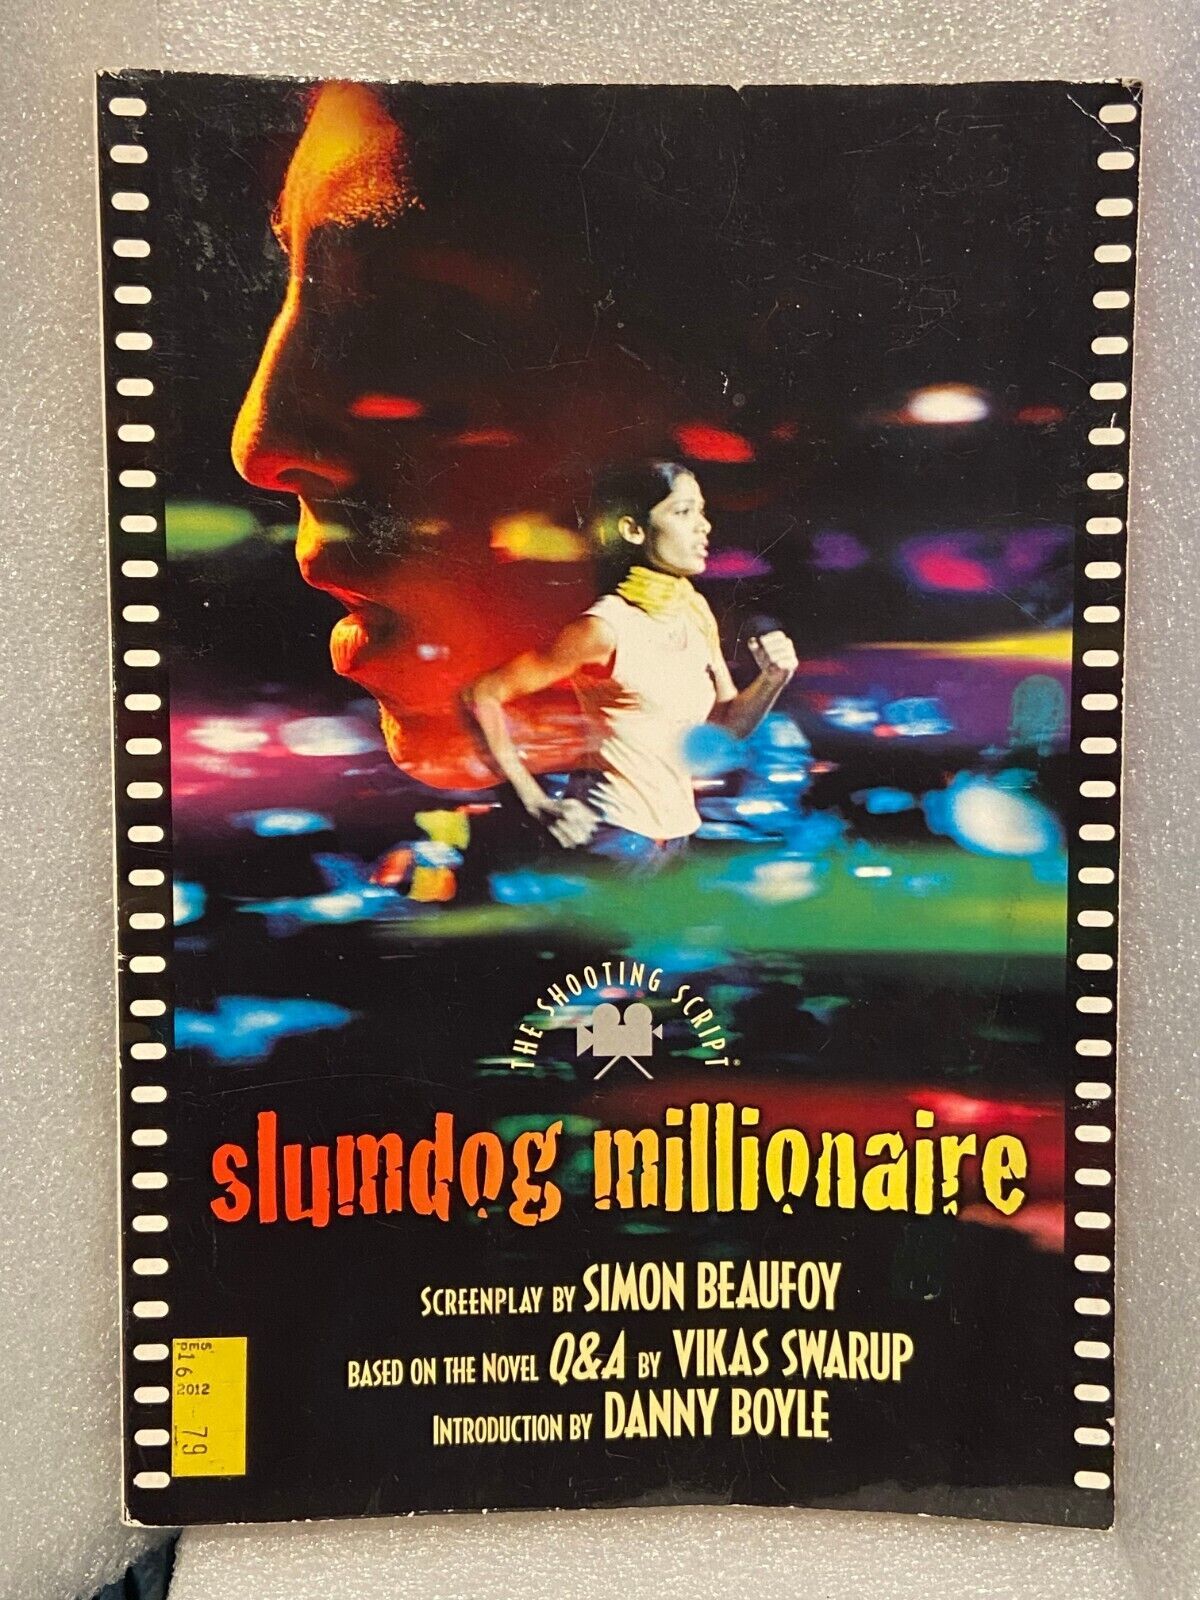 THE SHOOTING SCRIPT®
slumdog millionaire
SCREENPLAY BY SIMON BEAUFOY
BASED ON THE NOVEL Q&A BY VIKAS SWARUP
INTRODUCTION BY DANNY BOYLE
SEP
16
2012
79